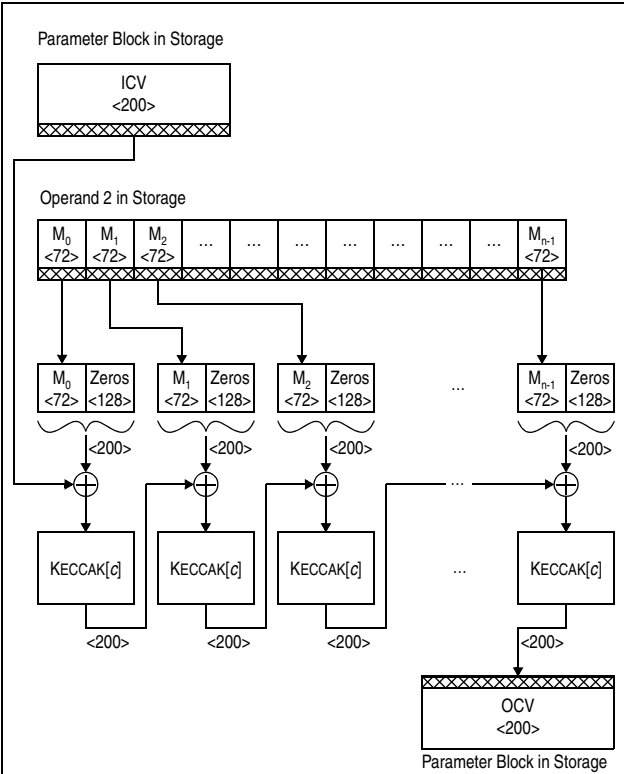 Parameter Block in Storage
ICV
<200>
Operand 2 in Storage
M0 M1 M2 ... ... ... ... ... ... ... Mn-1
<72> <72> <72> <72>
M0 Zeros M1 Zeros M2 Zeros ... Mn-1 Zeros
<72> <128> <72> <128> <72> <128> <72> <128>
<200> <200> <200> <200>
...
KECCAK[c] KECCAK[c] KECCAK[c] ... KECCAK[c]
<200> <200> <200> <200>
OCV
<200>
Parameter Block in Storage